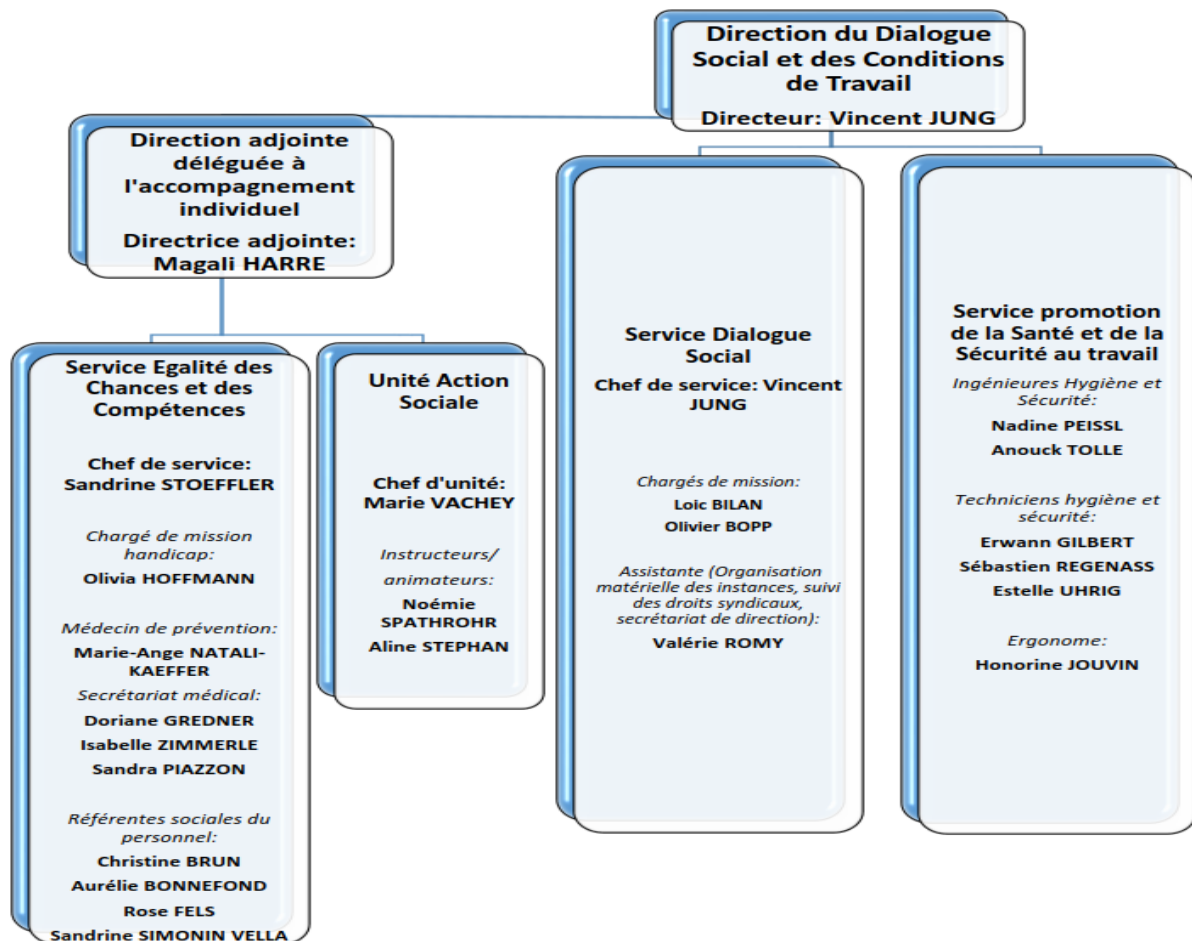 Direction du Dialogue
Social et des Conditions
de Travail
Directeur: Vincent JUNG
Direction adjointe
déléguée à
l'accompagnement
individuel
Directrice adjointe:
Magali HARRE
Service Egalité des
Chances et des
Compétences
Chef de service:
Sandrine STOEFFLER
Chargé de mission
handicap:
Olivia HOFFMANN
Médecin de prévention:
Marie-Ange NATALI-
KAEFFER
Secrétariat médical:
Doriane GREDNER
Isabelle ZIMMERLE
Sandra PIAZZON
Référentes sociales du
personnel:
Christine BRUN
Aurélie BONNEFOND
Rose FELS
Sandrine SIMONIN VELLA
Unité Action
Sociale
Chef d'unité:
Marie VACHEY
Instructeurs/
animateurs:
Noémie
SPATHROHR
Aline STEPHAN
Service Dialogue
Social
Chef de service: Vincent
JUNG
Chargés de mission:
Loic BILAN
Olivier BOPP
Assistante (Organisation
matérielle des instances, suivi
des droits syndicaux,
secrétariat de direction):
Valérie ROMY
Service promotion
de la Santé et de la
Sécurité au travail
Ingénieures Hygiène et
Sécurité:
Nadine PEISSL
Anouck TOLLE
Techniciens hygiène et
sécurité:
Erwann GILBERT
Sébastien REGENASS
Estelle UHRIG
Ergonome:
Honorine JOUVIN